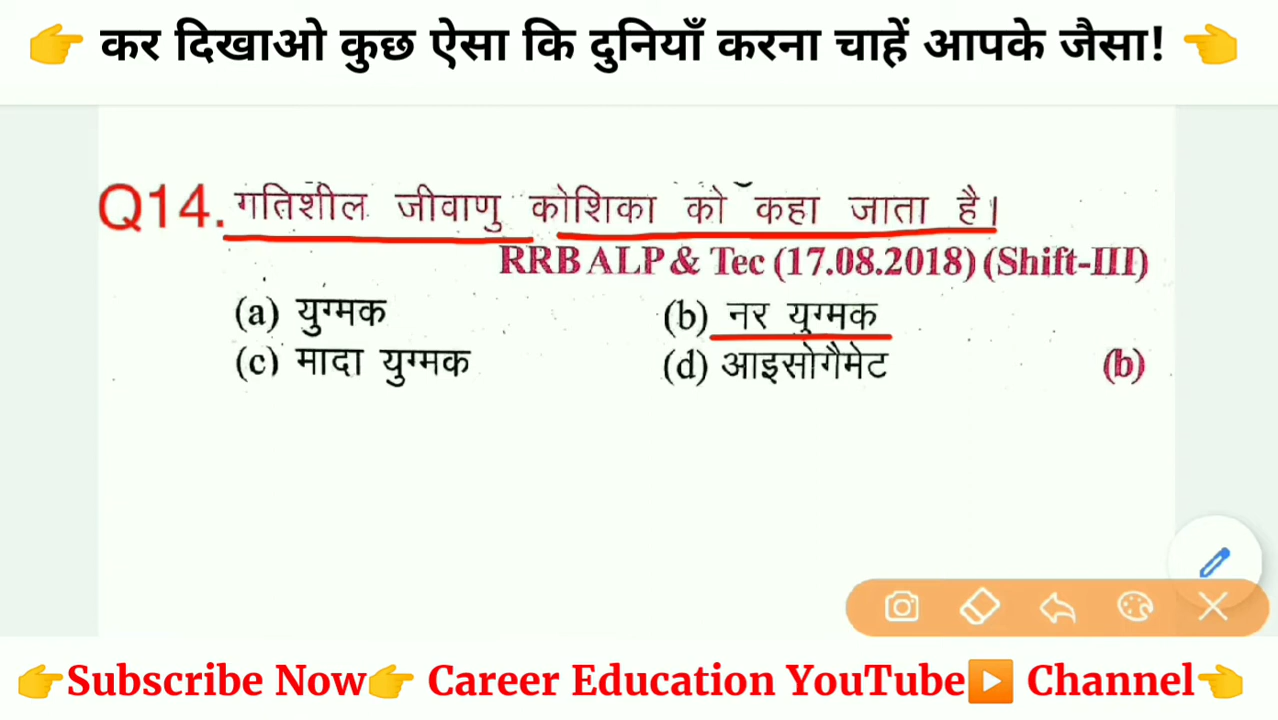 👉 कर दिखाओ कुछ ऐसा कि दुनियाँ करना चाहें आपके जैसा! 👈
Q14. गतिशील जीवाणु कोशिका को कहा जाता है।
RRB ALP & Tec (17.08.2018) (Shift-III)
(a) युग्मक (b) नर युग्मक
(c) मादा युग्मक (d) आइसोगैमेट (b)
👉Subscribe Now👉 Career Education YouTube▶️ Channel👈